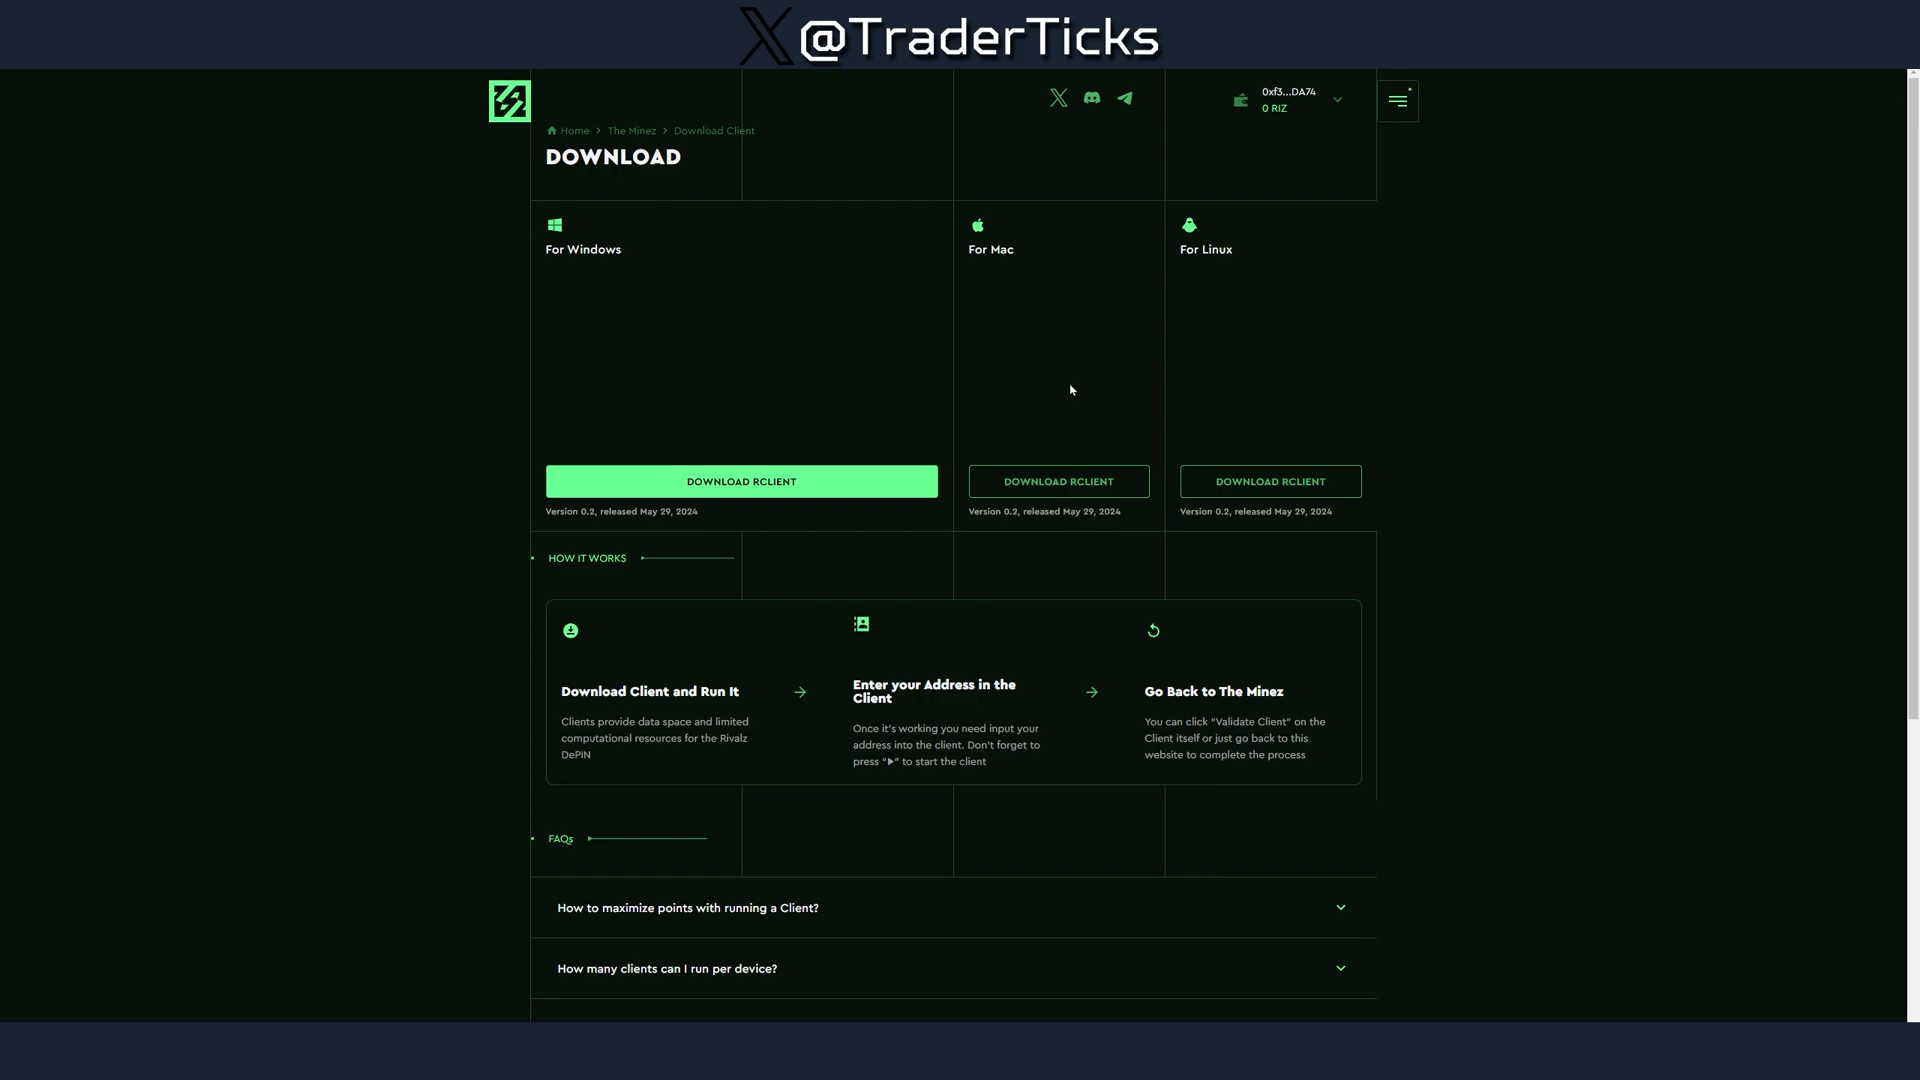 @TraderTicks
0xf3...DA74
0 RIZ
Home > The Minez > Download Client
DOWNLOAD
For Windows
DOWNLOAD RCLIENT
Version 0.2, released May 29, 2024
For Mac
DOWNLOAD RCLIENT
Version 0.2, released May 29, 2024
For Linux
DOWNLOAD RCLIENT
Version 0.2, released May 29, 2024
HOW IT WORKS
Download Client and Run It
Clients provide data space and limited
computational resources for the Rivalz
DePIN
Enter your Address in the
Client
Once it's working you need input your
address into the client. Don't forget to
press "▶" to start the client
Go Back to The Minez
You can click “Validate Client” on the
Client itself or just go back to this
website to complete the process
FAQs
How to maximize points with running a Client?
How many clients can I run per device?